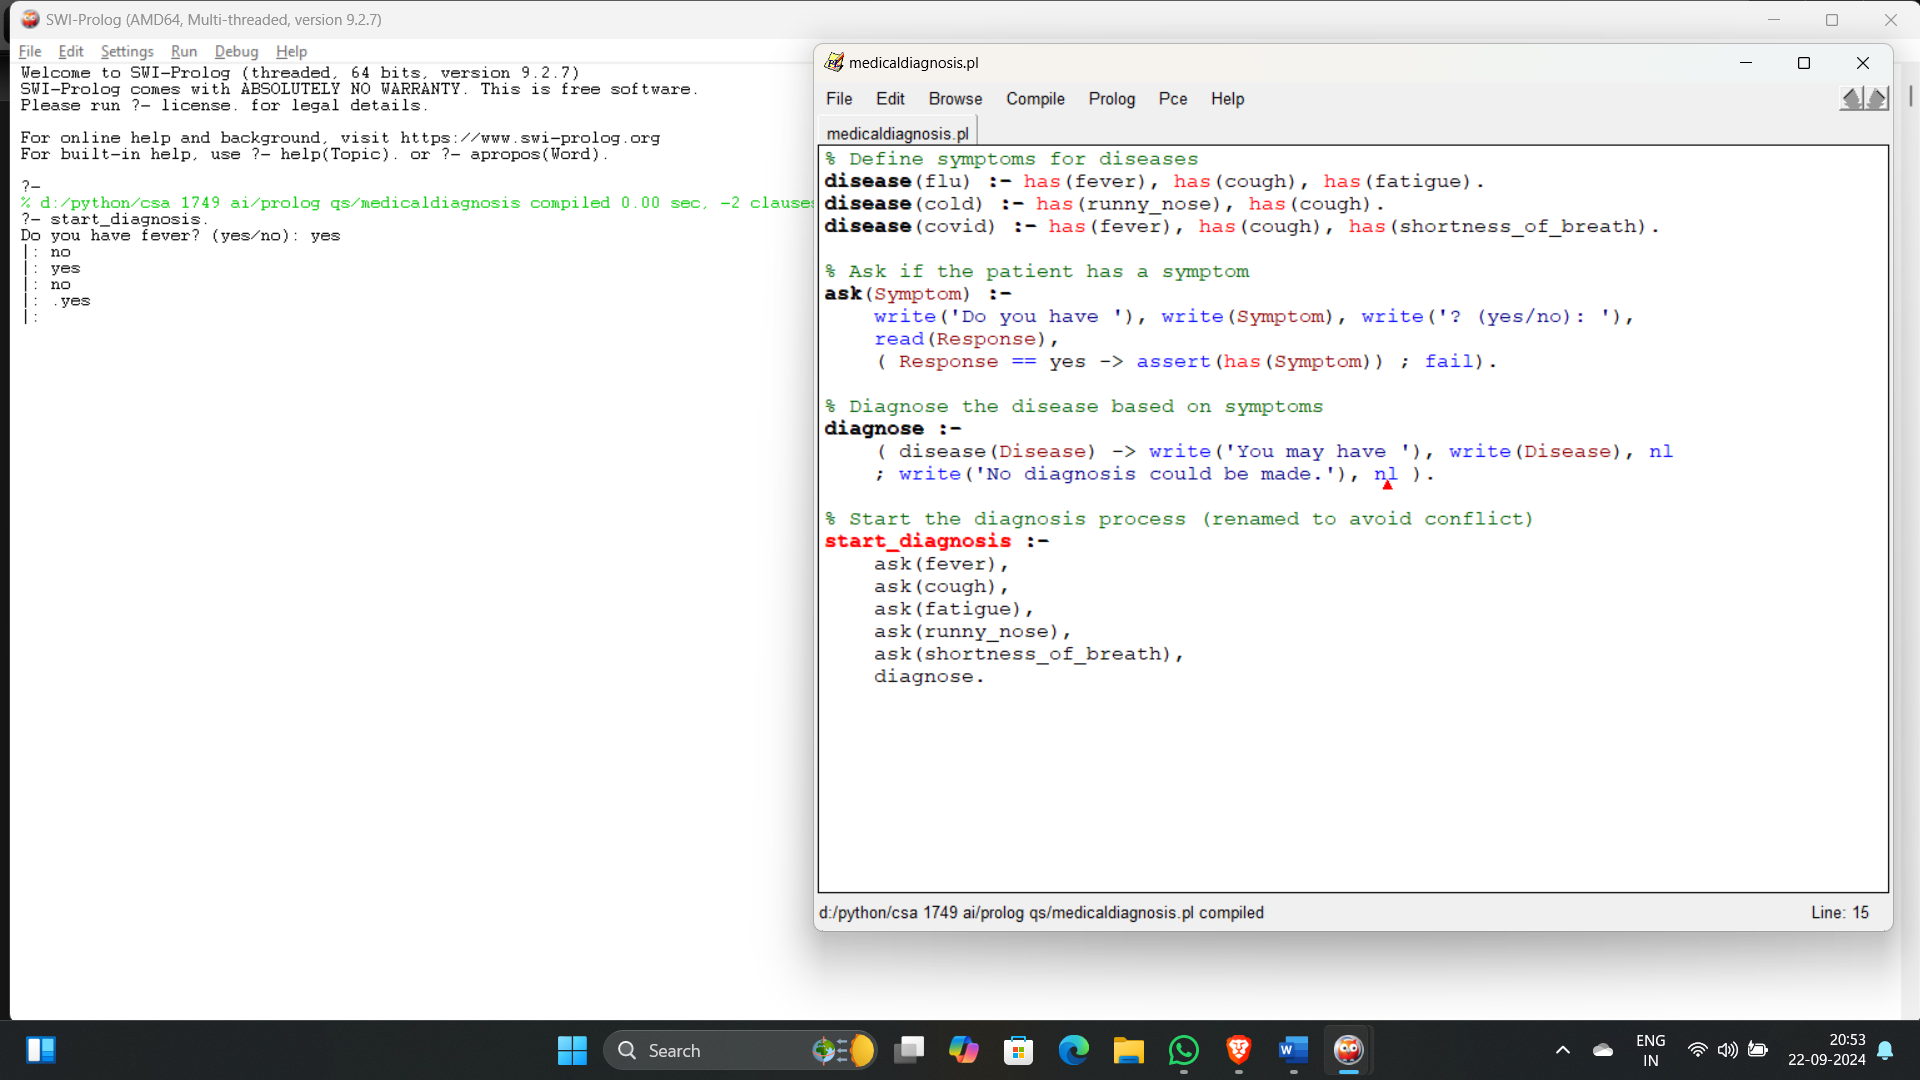 SWI-Prolog (AMD64, Multi-threaded, version 9.2.7)
File Edit Settings Run Debug Help
Welcome to SWI-Prolog (threaded, 64 bits, version 9.2.7)
SWI-Prolog comes with ABSOLUTELY NO WARRANTY. This is free software.
Please run ?- license. for legal details.
For online help and background, visit https://www.swi-prolog.org
For built-in help, use ?- help(Topic). or ?- apropos(Word).
?-
% d:/python/csa 1749 ai/prolog qs/medicaldiagnosis compiled 0.00 sec, -2 clauses
?- start_diagnosis.
Do you have fever? (yes/no): yes
|: no
|: yes
|: no
|: .yes
|:
medicaldiagnosis.pl
File Edit Browse Compile Prolog Pce Help
medicaldiagnosis.pl
% Define symptoms for diseases
disease(flu) :- has(fever), has(cough), has(fatigue).
disease(cold) :- has(runny_nose), has(cough).
disease(covid) :- has(fever), has(cough), has(shortness_of_breath).
% Ask if the patient has a symptom
ask(Symptom) :-
write('Do you have '), write(Symptom), write('? (yes/no): '),
read(Response),
( Response == yes -> assert(has(Symptom)) ; fail).
% Diagnose the disease based on symptoms
diagnose :-
( disease(Disease) -> write('You may have '), write(Disease), nl
; write('No diagnosis could be made.'), nl ).
% Start the diagnosis process (renamed to avoid conflict)
start_diagnosis :-
ask(fever),
ask(cough),
ask(fatigue),
ask(runny_nose),
ask(shortness_of_breath),
diagnose.
d:/python/csa 1749 ai/prolog qs/medicaldiagnosis.pl compiled
Line: 15
Search
ENG
IN
20:53
22-09-2024